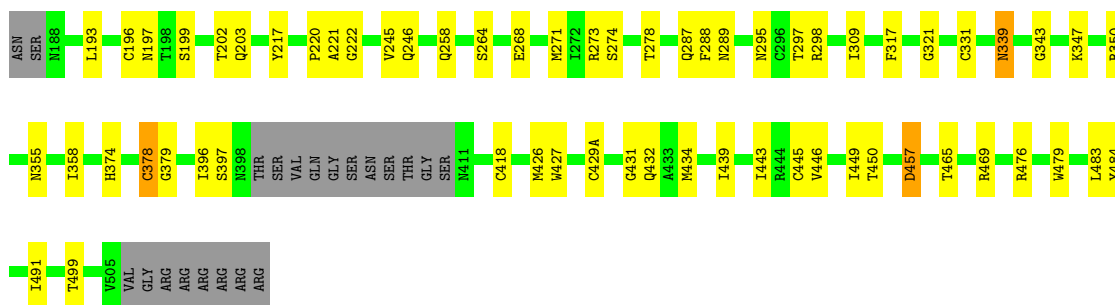 ASN SER N188 L193 C196 N197 T198 S199 T202 Q203 Y217 P220 A221 G222 V245 Q246 Q258 S264 E268 M271 I272 R273 S274 T278 Q287 F288 N289 N295 C296 T297 R298 I309 F317 G321 C331 N339 G343 K347
N355 I358 H374 C378 G379 I396 S397 N398 THR SER VAL GLN GLY SER ASN SER THR GLY SER N411 C418 M426 W427 C429A G431 Q432 A433 M434 I439 I443 R444 C445 V446 I449 T450 D457 T465 R469 R476 W479 L483
I491 T499 V505 VAL GLY ARG ARG ARG ARG ARG ARG